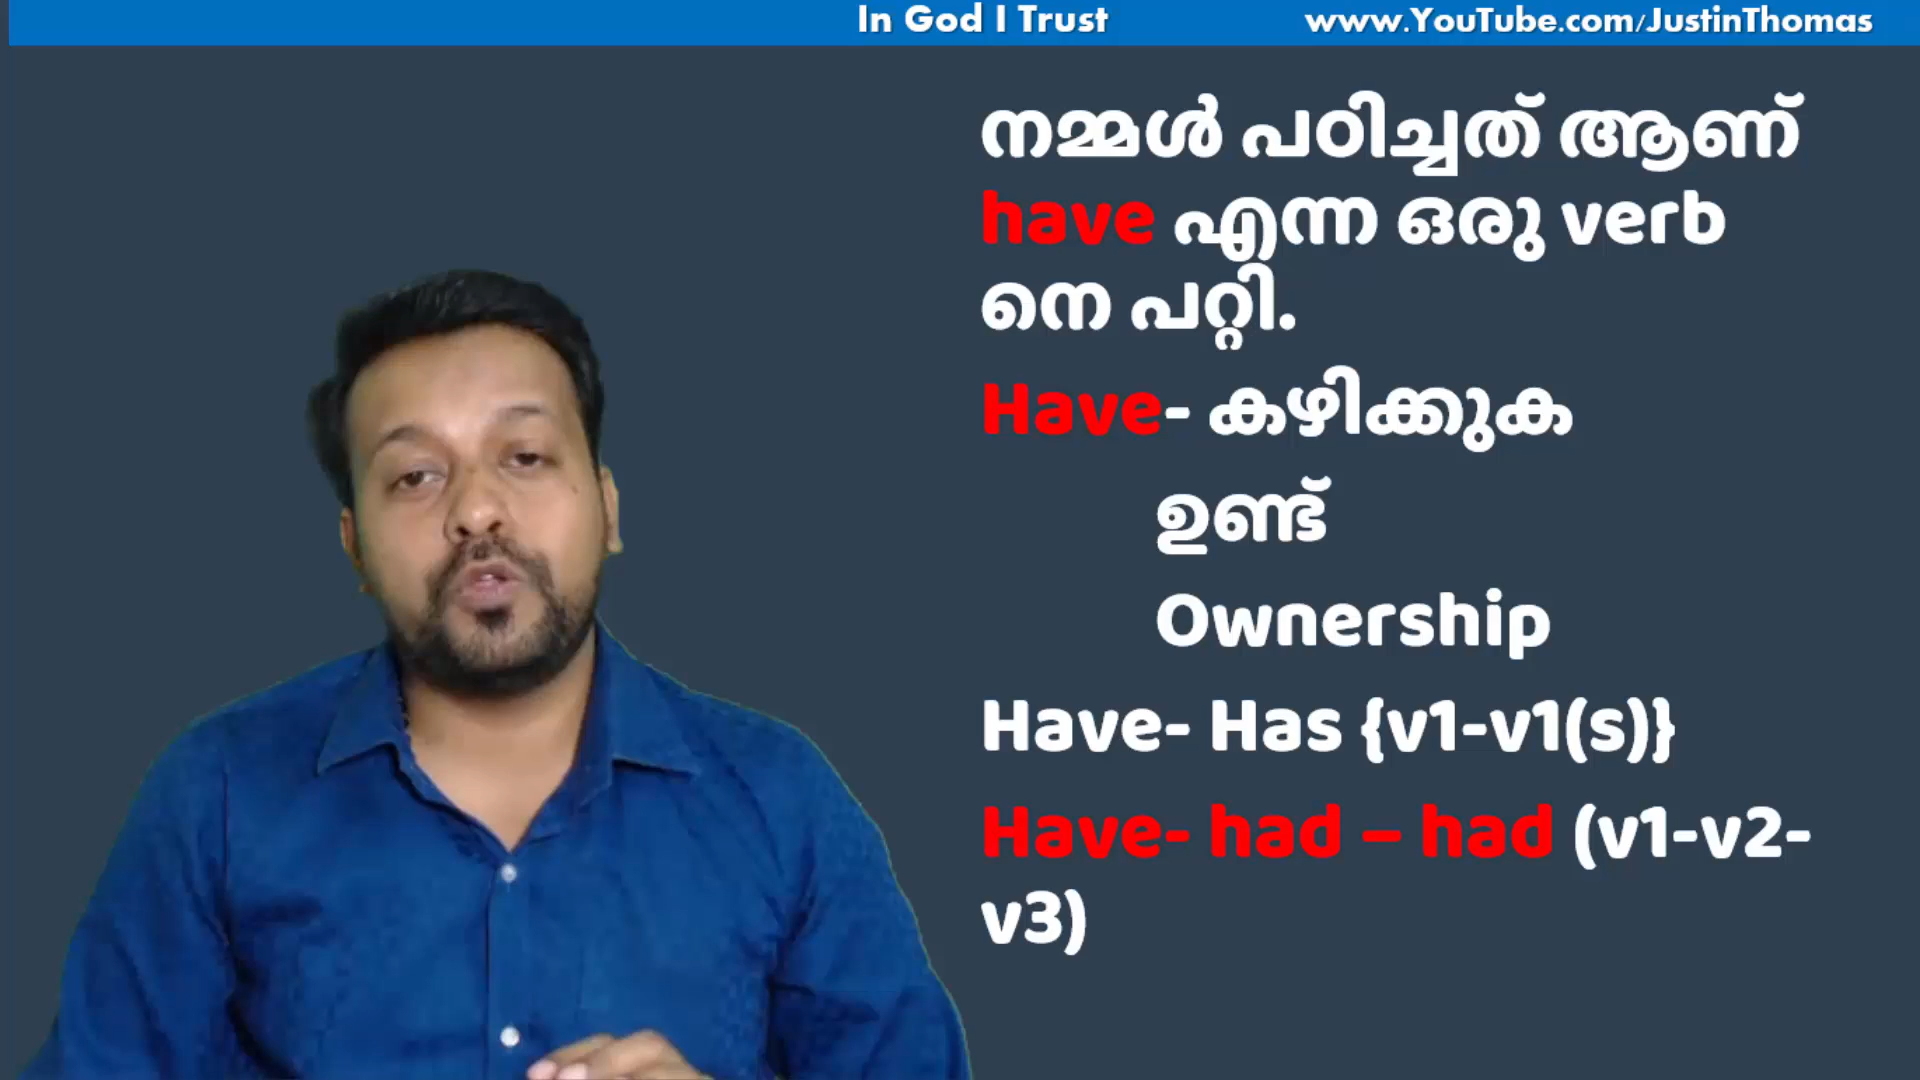 In God I Trust
www.YouTube.com/JustinThomas
നമ്മൾ പഠിച്ചത് ആണ്
have എന്ന ഒരു verb
നെ പറ്റി.
Have- കഴിക്കുക
ഉണ്ട്
Ownership
Have- Has {v1-v1(s)}
Have- had – had (v1-v2-
v3)